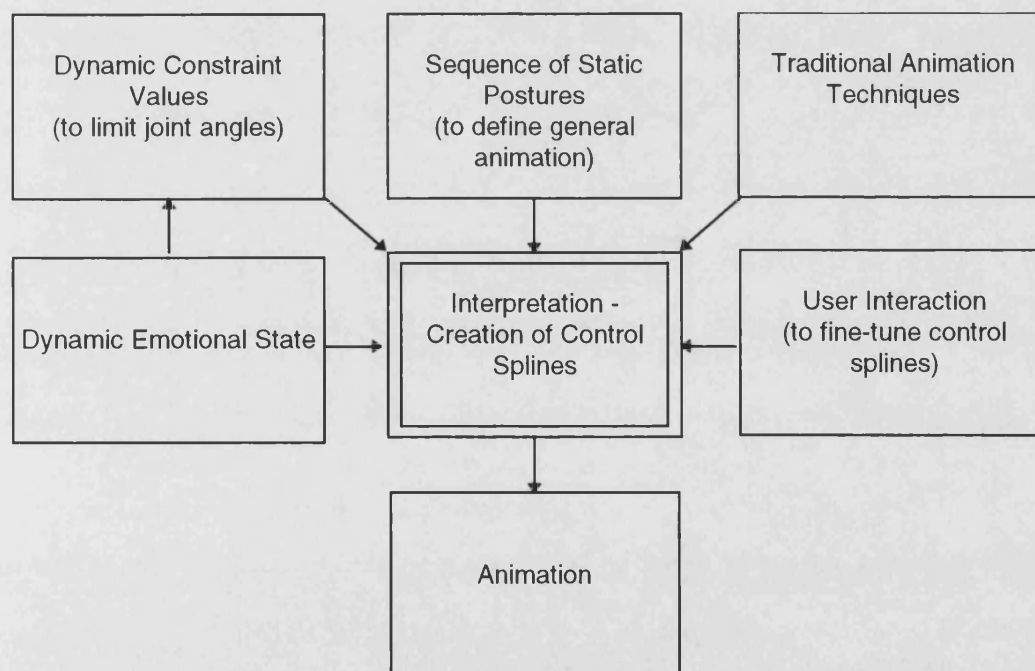 Dynamic Constraint
Values
(to limit joint angles)
Sequence of Static
Postures
(to define general
animation)
Traditional Animation
Techniques
Dynamic Emotional State
Interpretation -
Creation of Control
Splines
User Interaction
(to fine-tune control
splines)
Animation